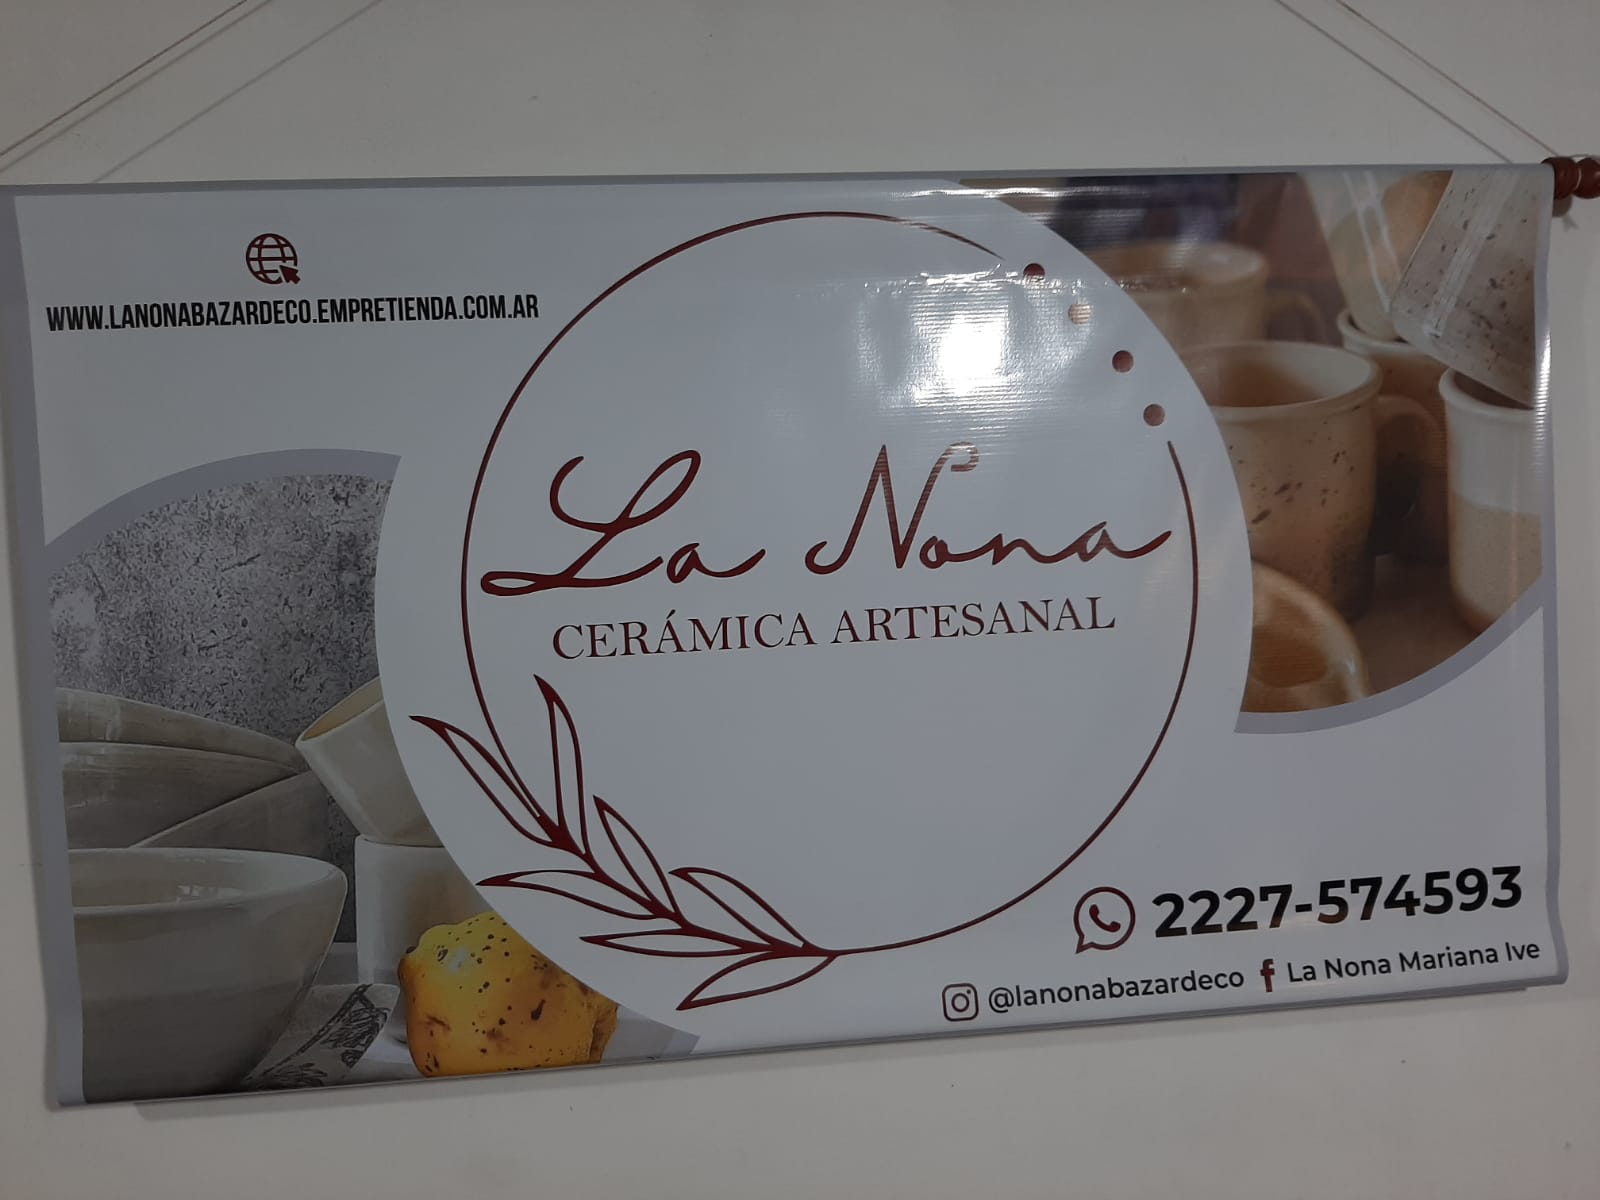 WWW.LANONABAZARDECO.EMPRETIENDA.COM.AR
La Nona
CERÁMICA ARTESANAL
2227-574593
@lanonabazardeco f La Nona Mariana Ive